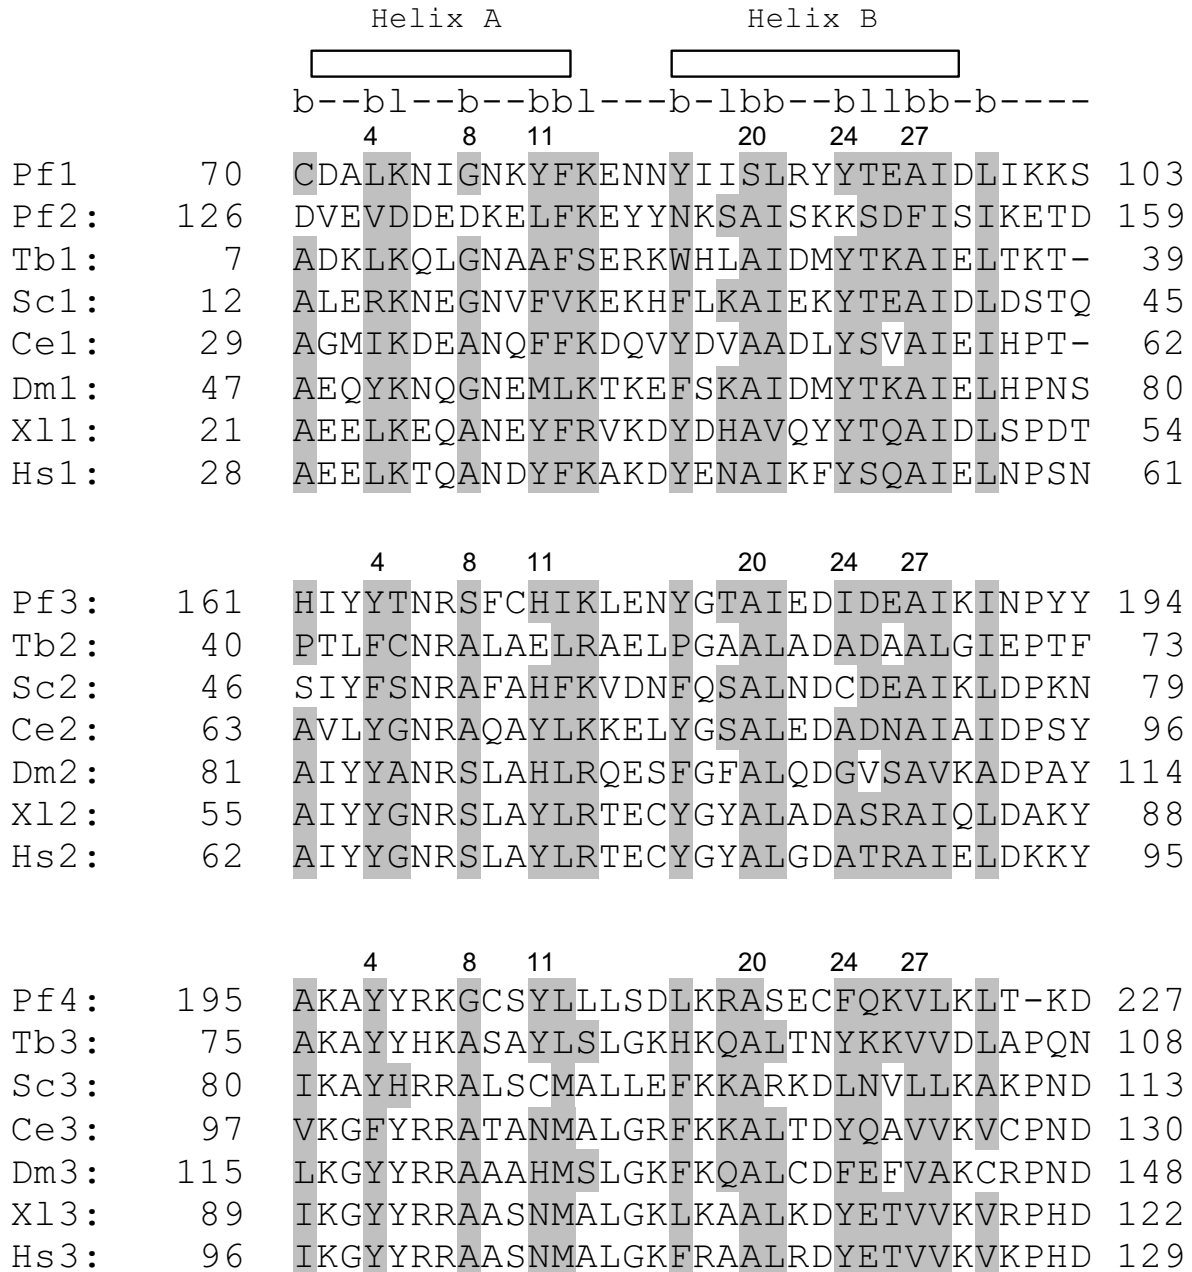 Helix A Helix B
b--bl--b--bbl---b-lbb--bllbb-b----
4 8 11 20 24 27
Pf1 70 CDALKNIGNKYFKENNYIISLRYYTEAIDLIKKS 103
Pf2: 126 DVEVDDEDKELFKEYYNKSAISKKSDFISIKETD 159
Tb1: 7 ADKLKQLGNAAFSERKWHLAIDMYTKAIELTKT- 39
Sc1: 12 ALERKNEGNVFVKEKHFLKAIEKYTEAIDLDSTQ 45
Ce1: 29 AGMIKDEANQFFKDQVYDVAADLYSVAIEIHPT- 62
Dm1: 47 AEQYKNQGNEMLKTKEFSKAIDMYTKAIELHPNS 80
Xl1: 21 AEELKEQANEYFRVKDYDHAVQYYTQAIDLSPDT 54
Hs1: 28 AEELKTQANDYFKAKDYENAIKFYSQAIELNPSN 61
4 8 11 20 24 27
Pf3: 161 HIYYTNRSFCHIKLENYGTAIEDIDEAIKINPYY 194
Tb2: 40 PTLFCNRALAELRAELPGAALADADAALGIEPTF 73
Sc2: 46 SIYFSNRAFAHFKVDNFQSALNDCDEAIKLDPKN 79
Ce2: 63 AVLYGNRAQAYLKKELYGSALEDADNAIAIDPSY 96
Dm2: 81 AIYYANRSLAHLRQESFGFALQDGVSAVKADPAY 114
Xl2: 55 AIYYGNRSLAYLRTECYGYALADASRAIQLDAKY 88
Hs2: 62 AIYYGNRSLAYLRTECYGYALGDATRAIELDKKY 95
4 8 11 20 24 27
Pf4: 195 AKAYYRKGCSYLLLSDLKRASECFQKVLKLT-KD 227
Tb3: 75 AKAYYHKASAYLSLGKHKQALTNYKKVVDLAPQN 108
Sc3: 80 IKAYHRRALSCMALLEFKKARKDLNVLLKAKPND 113
Ce3: 97 VKGFYRRATANMALGRFKKALTDYQAVVKVCPND 130
Dm3: 115 LKGYYRRAAAHMSLGKFKQALCDFEFVAKCRPND 148
Xl3: 89 IKGYYRRAASNMALGKLKAALKDYETVVKVRPHD 122
Hs3: 96 IKGYYRRAASNMALGKFRAALRDYETVVKVKPHD 129